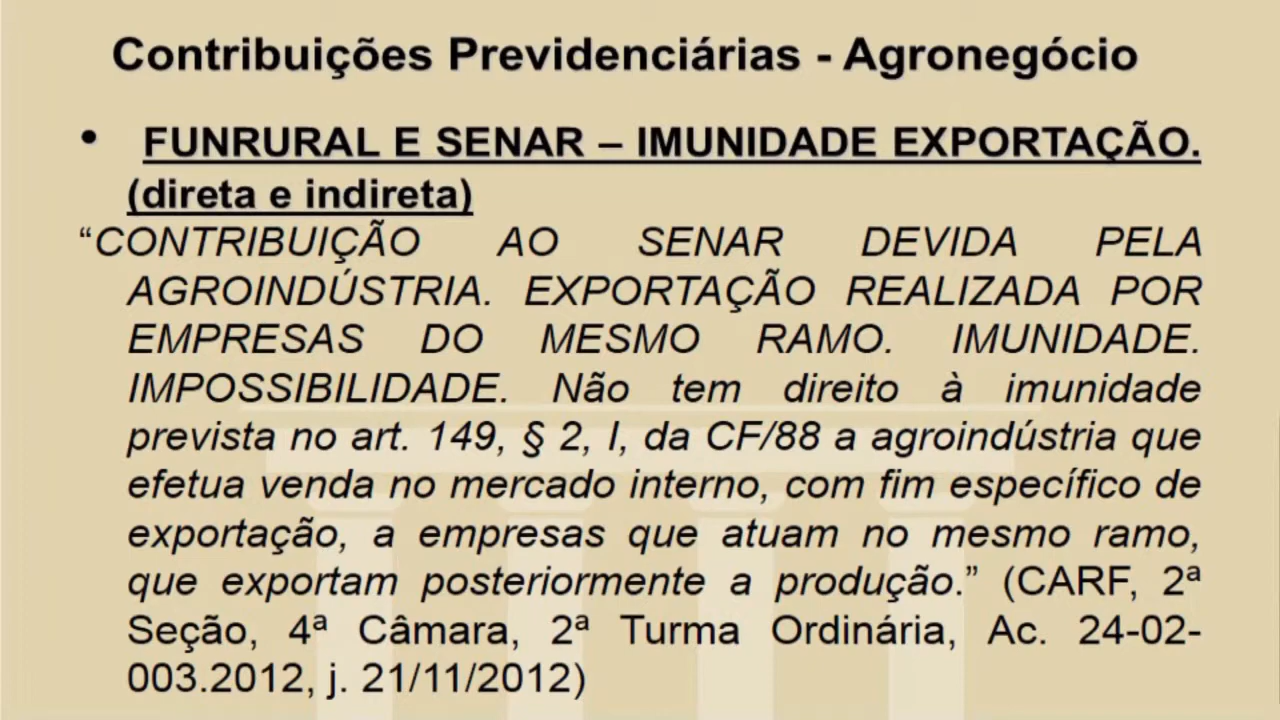 Contribuições Previdenciárias - Agronegócio
• FUNRURAL E SENAR – IMUNIDADE EXPORTAÇÃO.
(direta e indireta)
“CONTRIBUIÇÃO AO SENAR DEVIDA PELA
AGROINDÚSTRIA. EXPORTAÇÃO REALIZADA POR
EMPRESAS DO MESMO RAMO. IMUNIDADE.
IMPOSSIBILIDADE. Não tem direito à imunidade
prevista no art. 149, § 2, I, da CF/88 a agroindústria que
efetua venda no mercado interno, com fim específico de
exportação, a empresas que atuam no mesmo ramo,
que exportam posteriormente a produção.” (CARF, 2ª
Seção, 4ª Câmara, 2ª Turma Ordinária, Ac. 24-02-
003.2012, j. 21/11/2012)